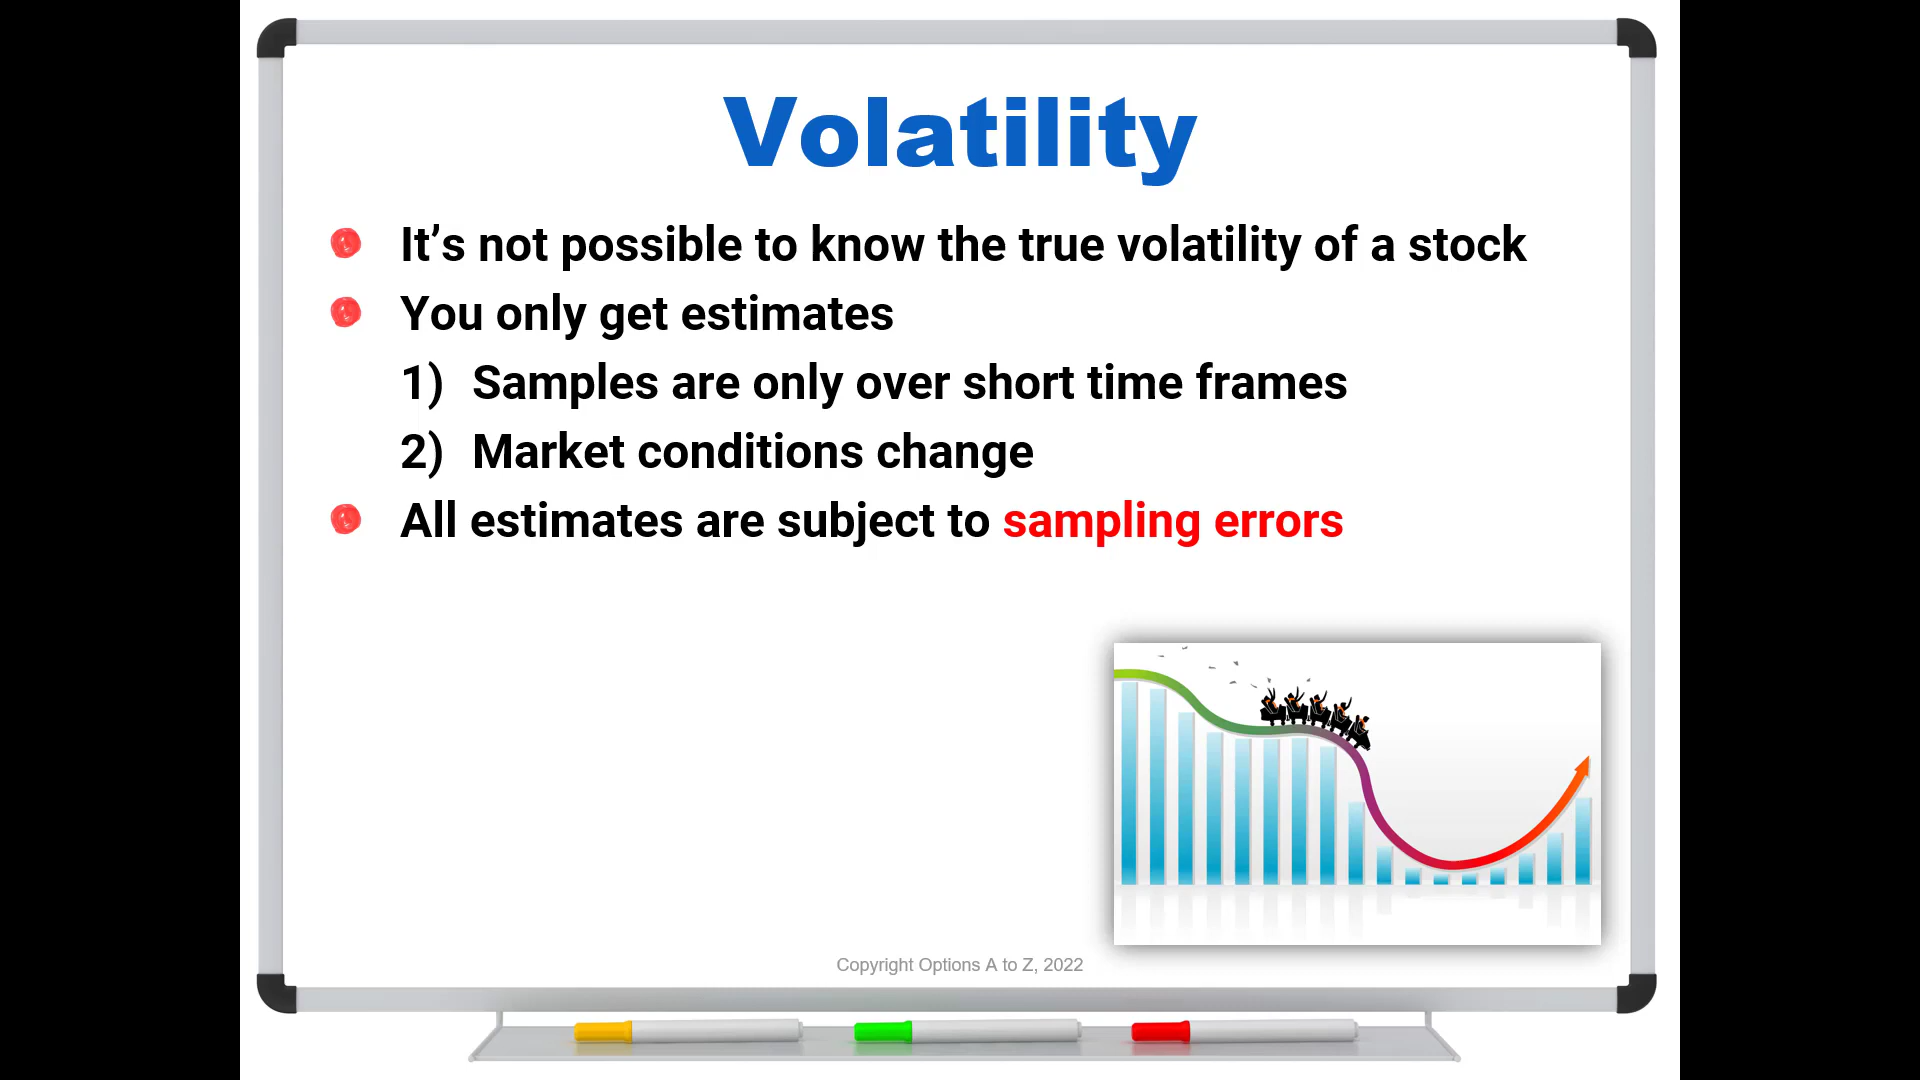 Volatility
It’s not possible to know the true volatility of a stock
You only get estimates
1) Samples are only over short time frames
2) Market conditions change
All estimates are subject to sampling errors
Copyright Options A to Z, 2022